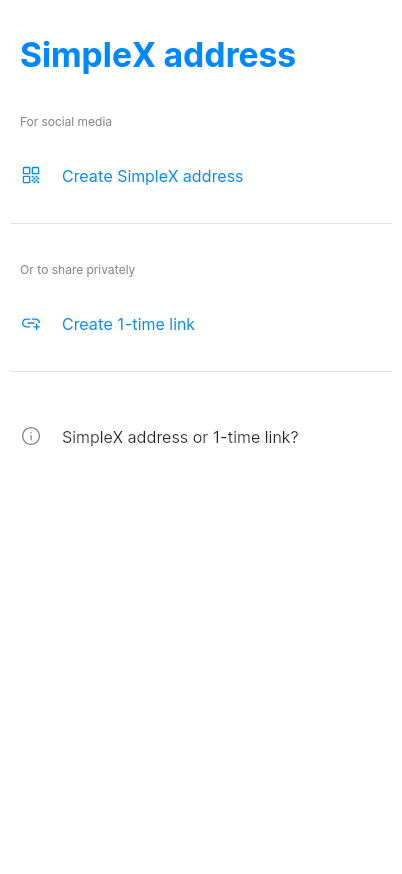 SimpleX address
For social media
Create SimpleX address
Or to share privately
Create 1-time link
SimpleX address or 1-time link?